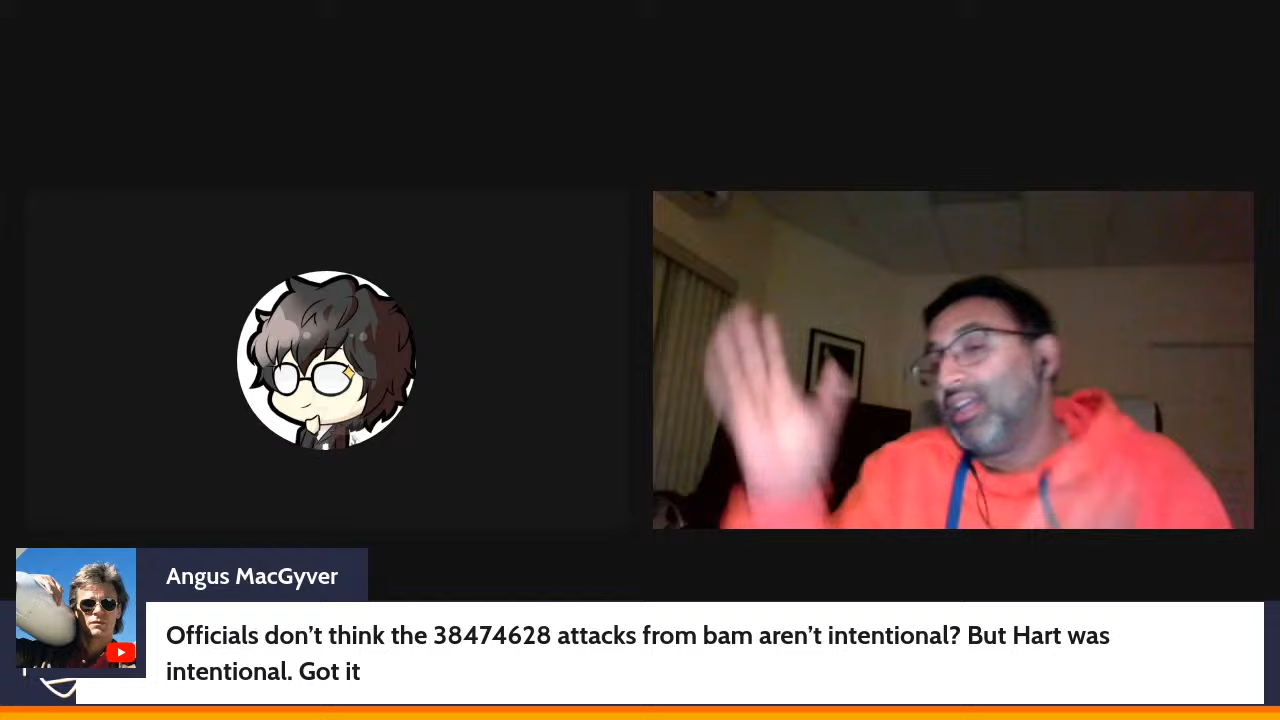 Angus MacGyver
Officials don't think the 38474628 attacks from bam aren't intentional? But Hart was
intentional. Got it